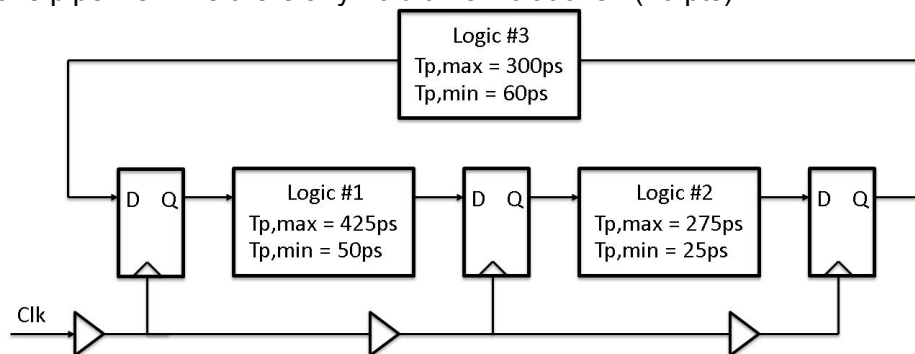 Logic #3
Tp,max = 300ps
Tp,min = 60ps
D Q
Logic #1
Tp,max = 425ps
Tp,min = 50ps
D Q
Logic #2
Tp,max = 275ps
Tp,min = 25ps
D Q
Clk